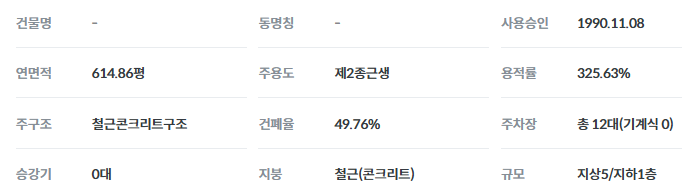 건물명 - 동명칭 - 사용승인 1990.11.08
연면적 614.86평 주용도 제2종근생 용적률 325.63%
주구조 철근콘크리트구조 건폐율 49.76% 주차장 총 12대(기계식 0)
승강기 0대 지붕 철근(콘크리트) 규모 지상5/지하1층